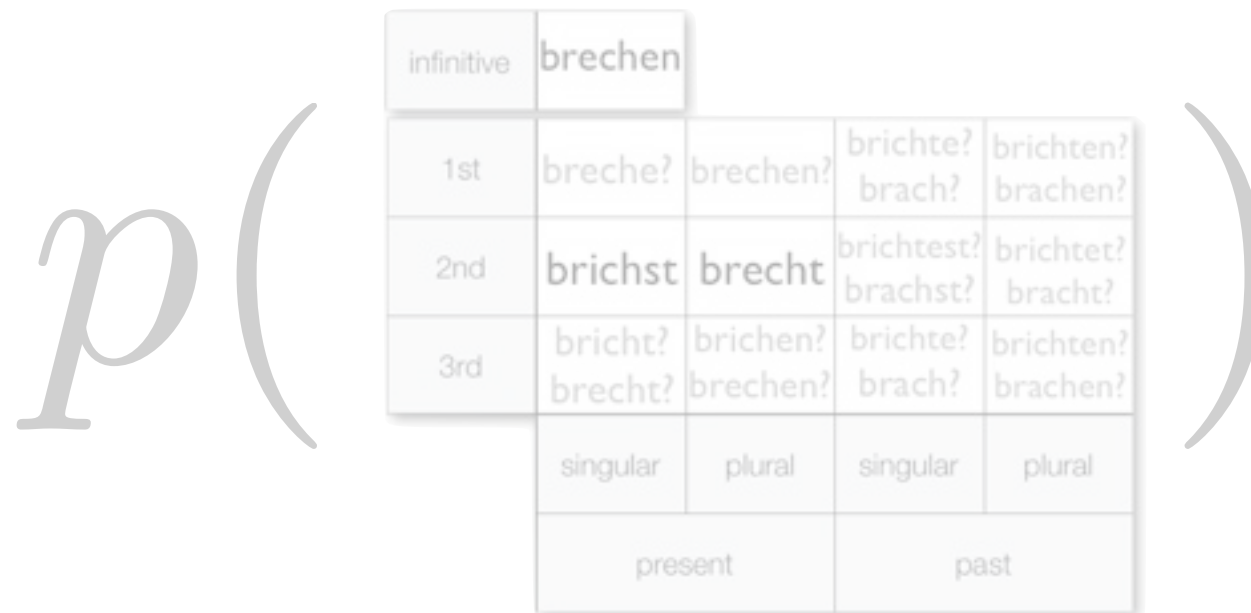 p(
infinitive brechen
1st breche? brechen? brichte? brichten?
brach? brachen?
2nd brichst brecht brichtest? brichtet?
brachst? bracht?
3rd bricht? brichen? brichte? brichten?
brecht? brechen? brach? brachen?
singular plural singular plural
present past
)